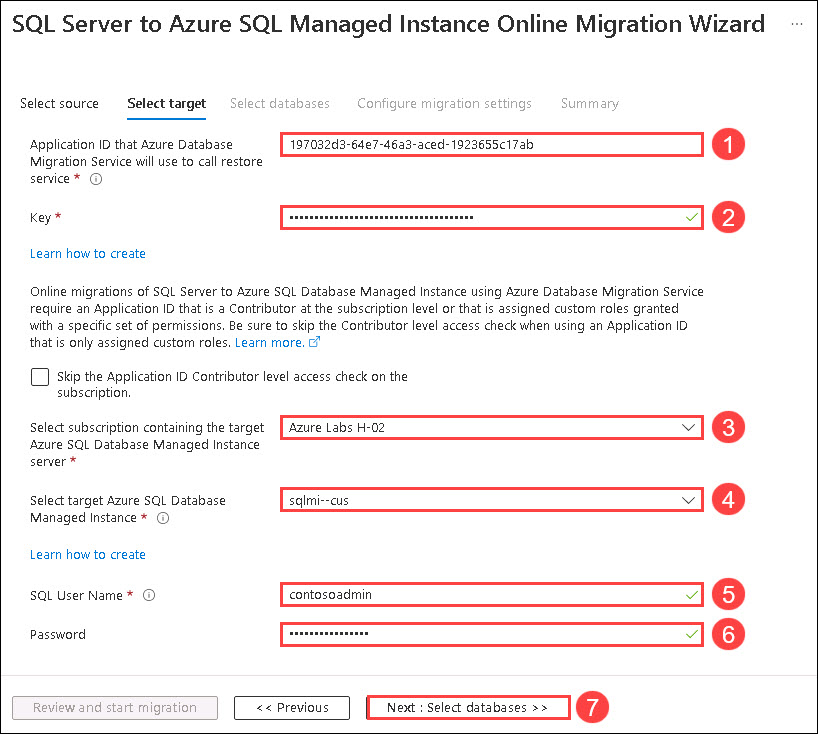 SQL Server to Azure SQL Managed Instance Online Migration Wizard ...
Select source Select target Select databases Configure migration settings Summary
Application ID that Azure Database
Migration Service will use to call restore
service *
197032d3-64e7-46a3-aced-1923655c17ab
1
Key *
•••••••••••••••••••••••••••••••••••••
2
Learn how to create
Online migrations of SQL Server to Azure SQL Database Managed Instance using Azure Database Migration Service
require an Application ID that is a Contributor at the subscription level or that is assigned custom roles granted
with a specific set of permissions. Be sure to skip the Contributor level access check when using an Application ID
that is only assigned custom roles. Learn more.
Skip the Application ID Contributor level access check on the
subscription.
Select subscription containing the target
Azure SQL Database Managed Instance
server *
Azure Labs H-02
3
Select target Azure SQL Database
Managed Instance *
sqlmi--cus
4
Learn how to create
SQL User Name *
contosoadmin
5
Password
••••••••••••••••
6
Review and start migration << Previous Next : Select databases >> 7